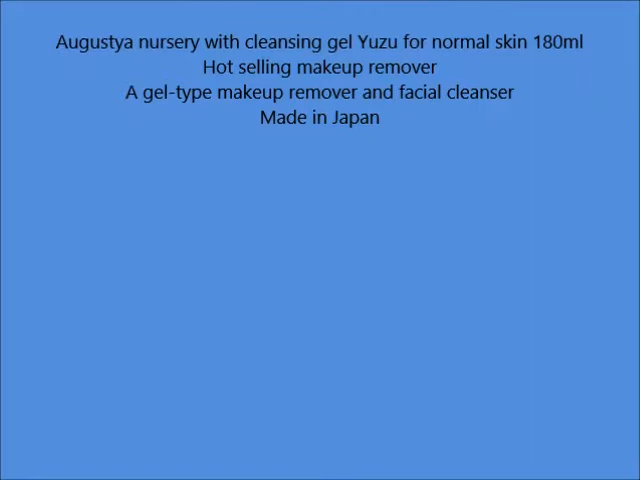 Augustya nursery with cleansing gel Yuzu for normal skin 180ml
Hot selling makeup remover
A gel-type makeup remover and facial cleanser
Made in Japan